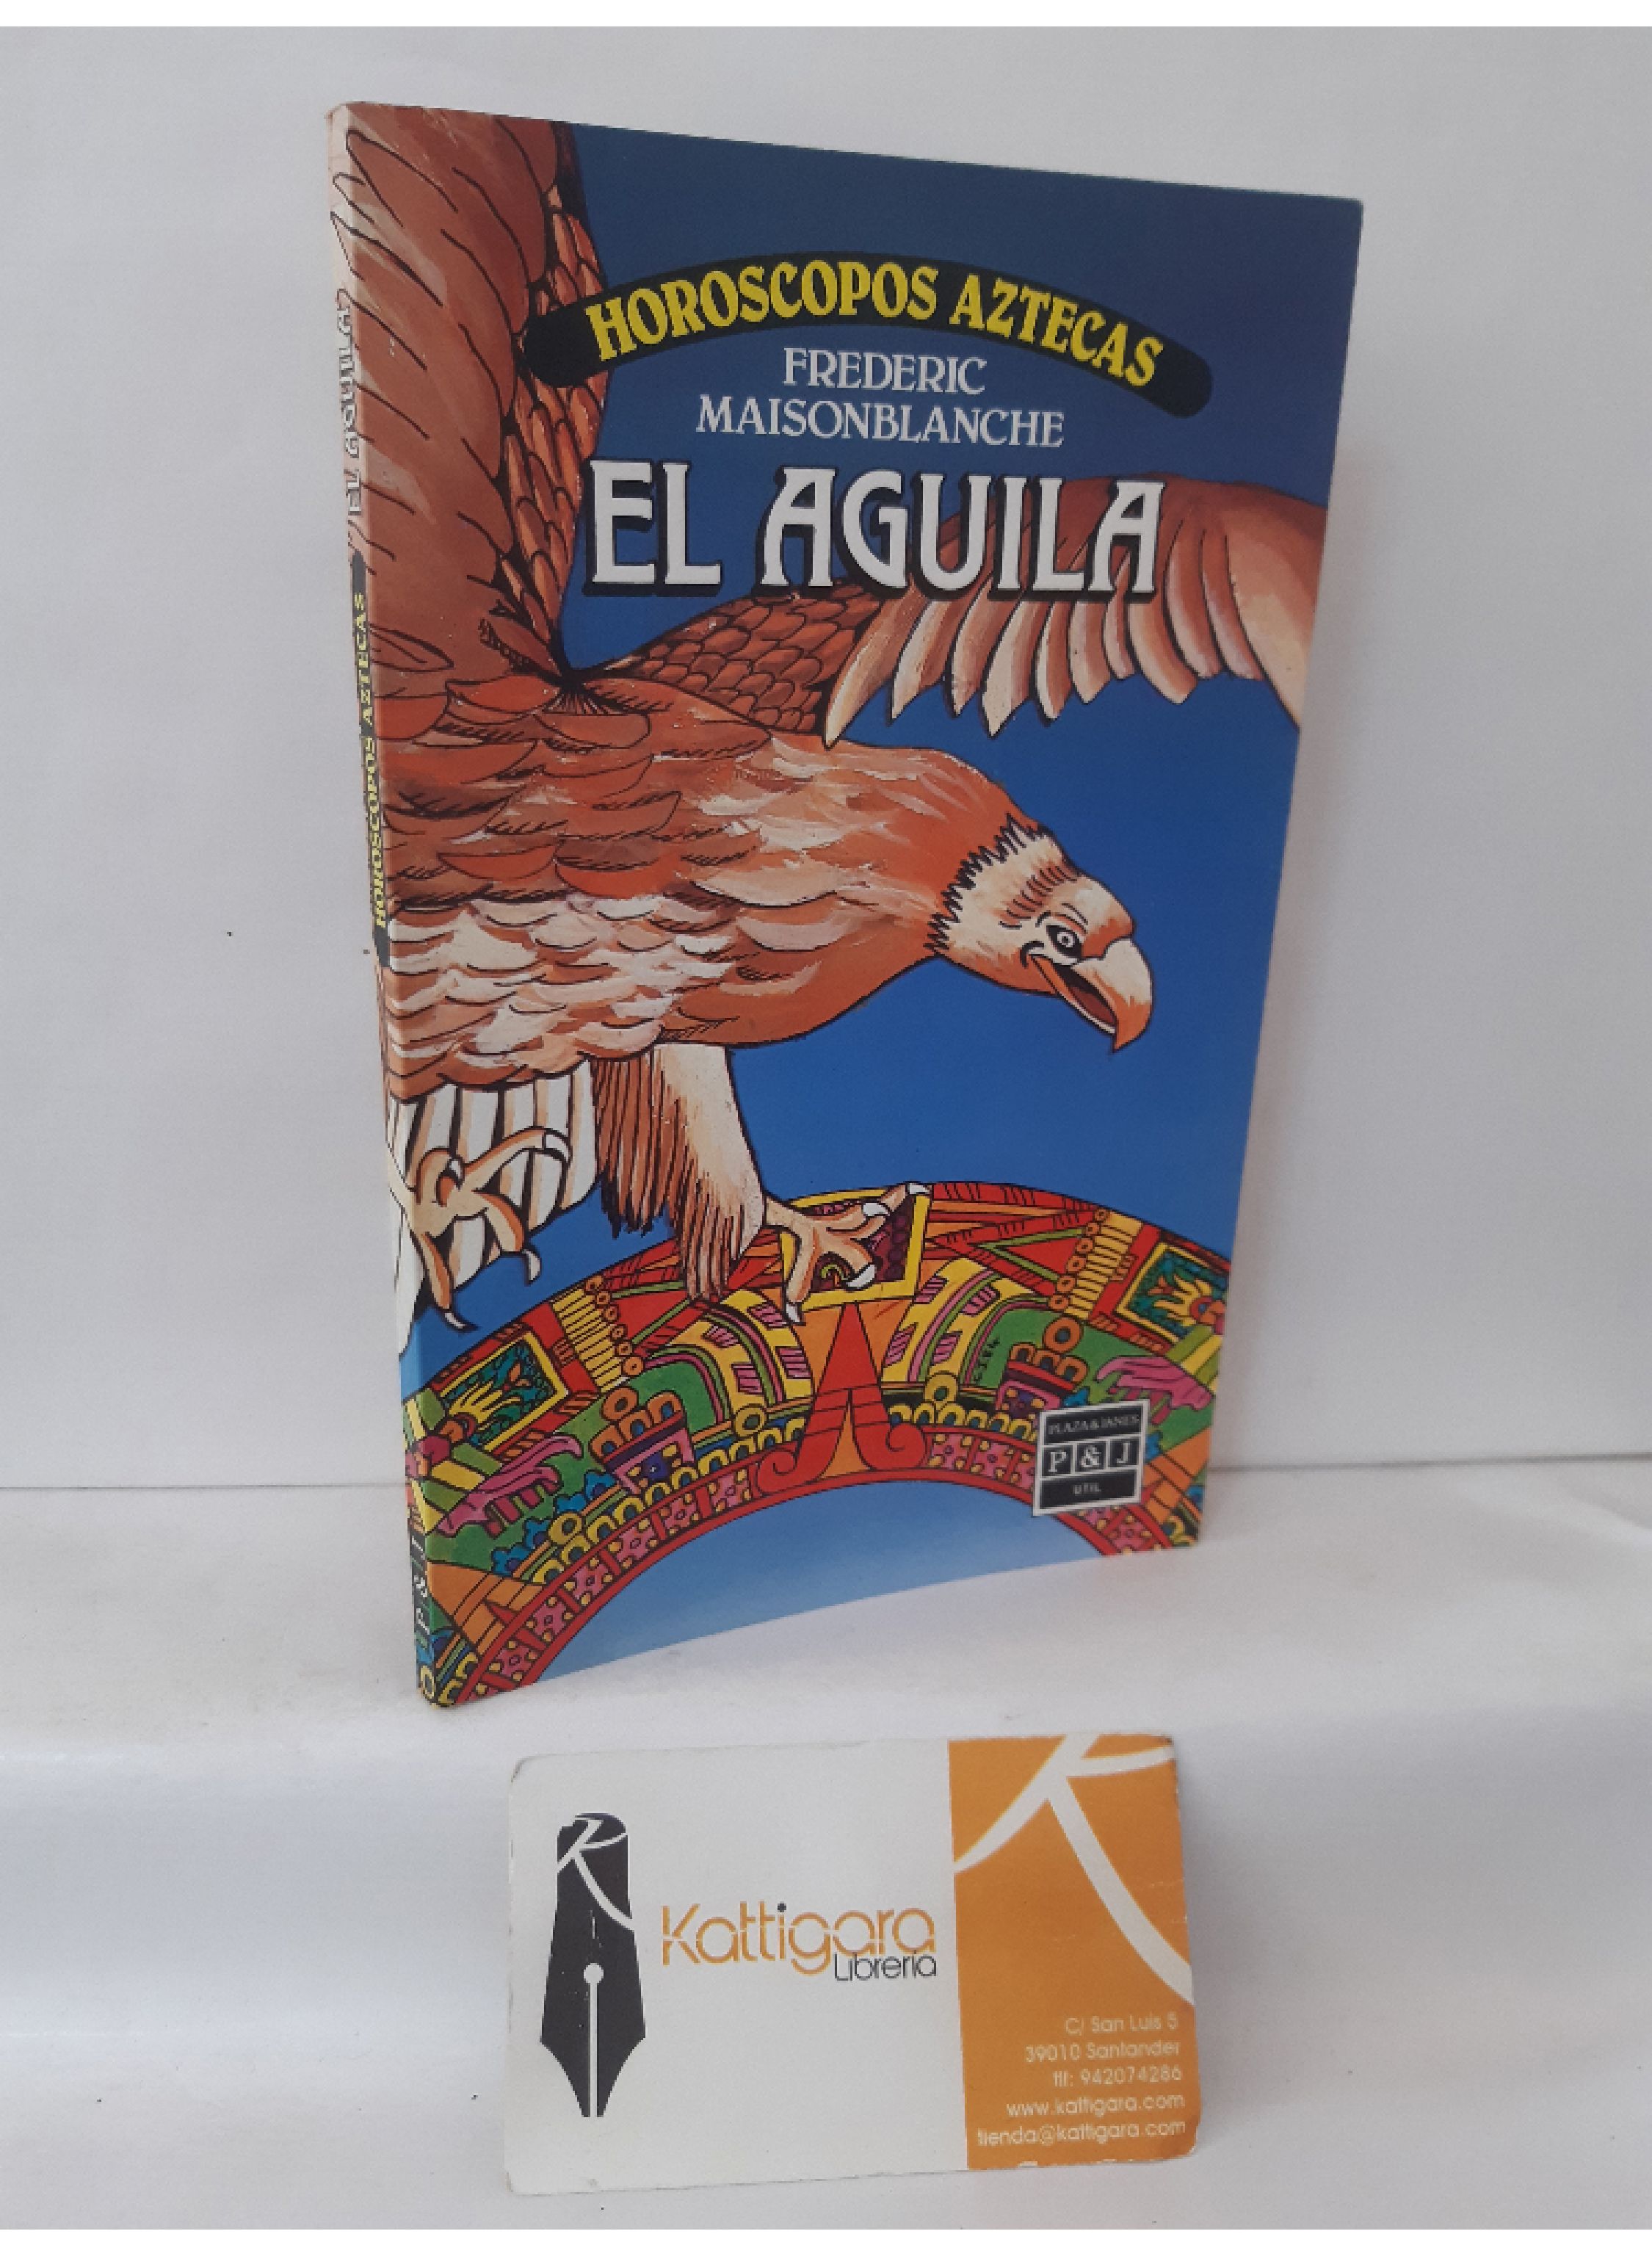 HOROSCOPOS AZTECAS
FREDERIC
MAISONBLANCHE
EL AGUILA
EL AGUILA
HOROSCOPOS AZTECAS
P & J
PLAZA & JANES
P & J
UTIL
Kattigara
Librería
C/ San Luis 5
39010 Santander
tlf: 942074286
www.kattigara.com
tienda@kattigara.com